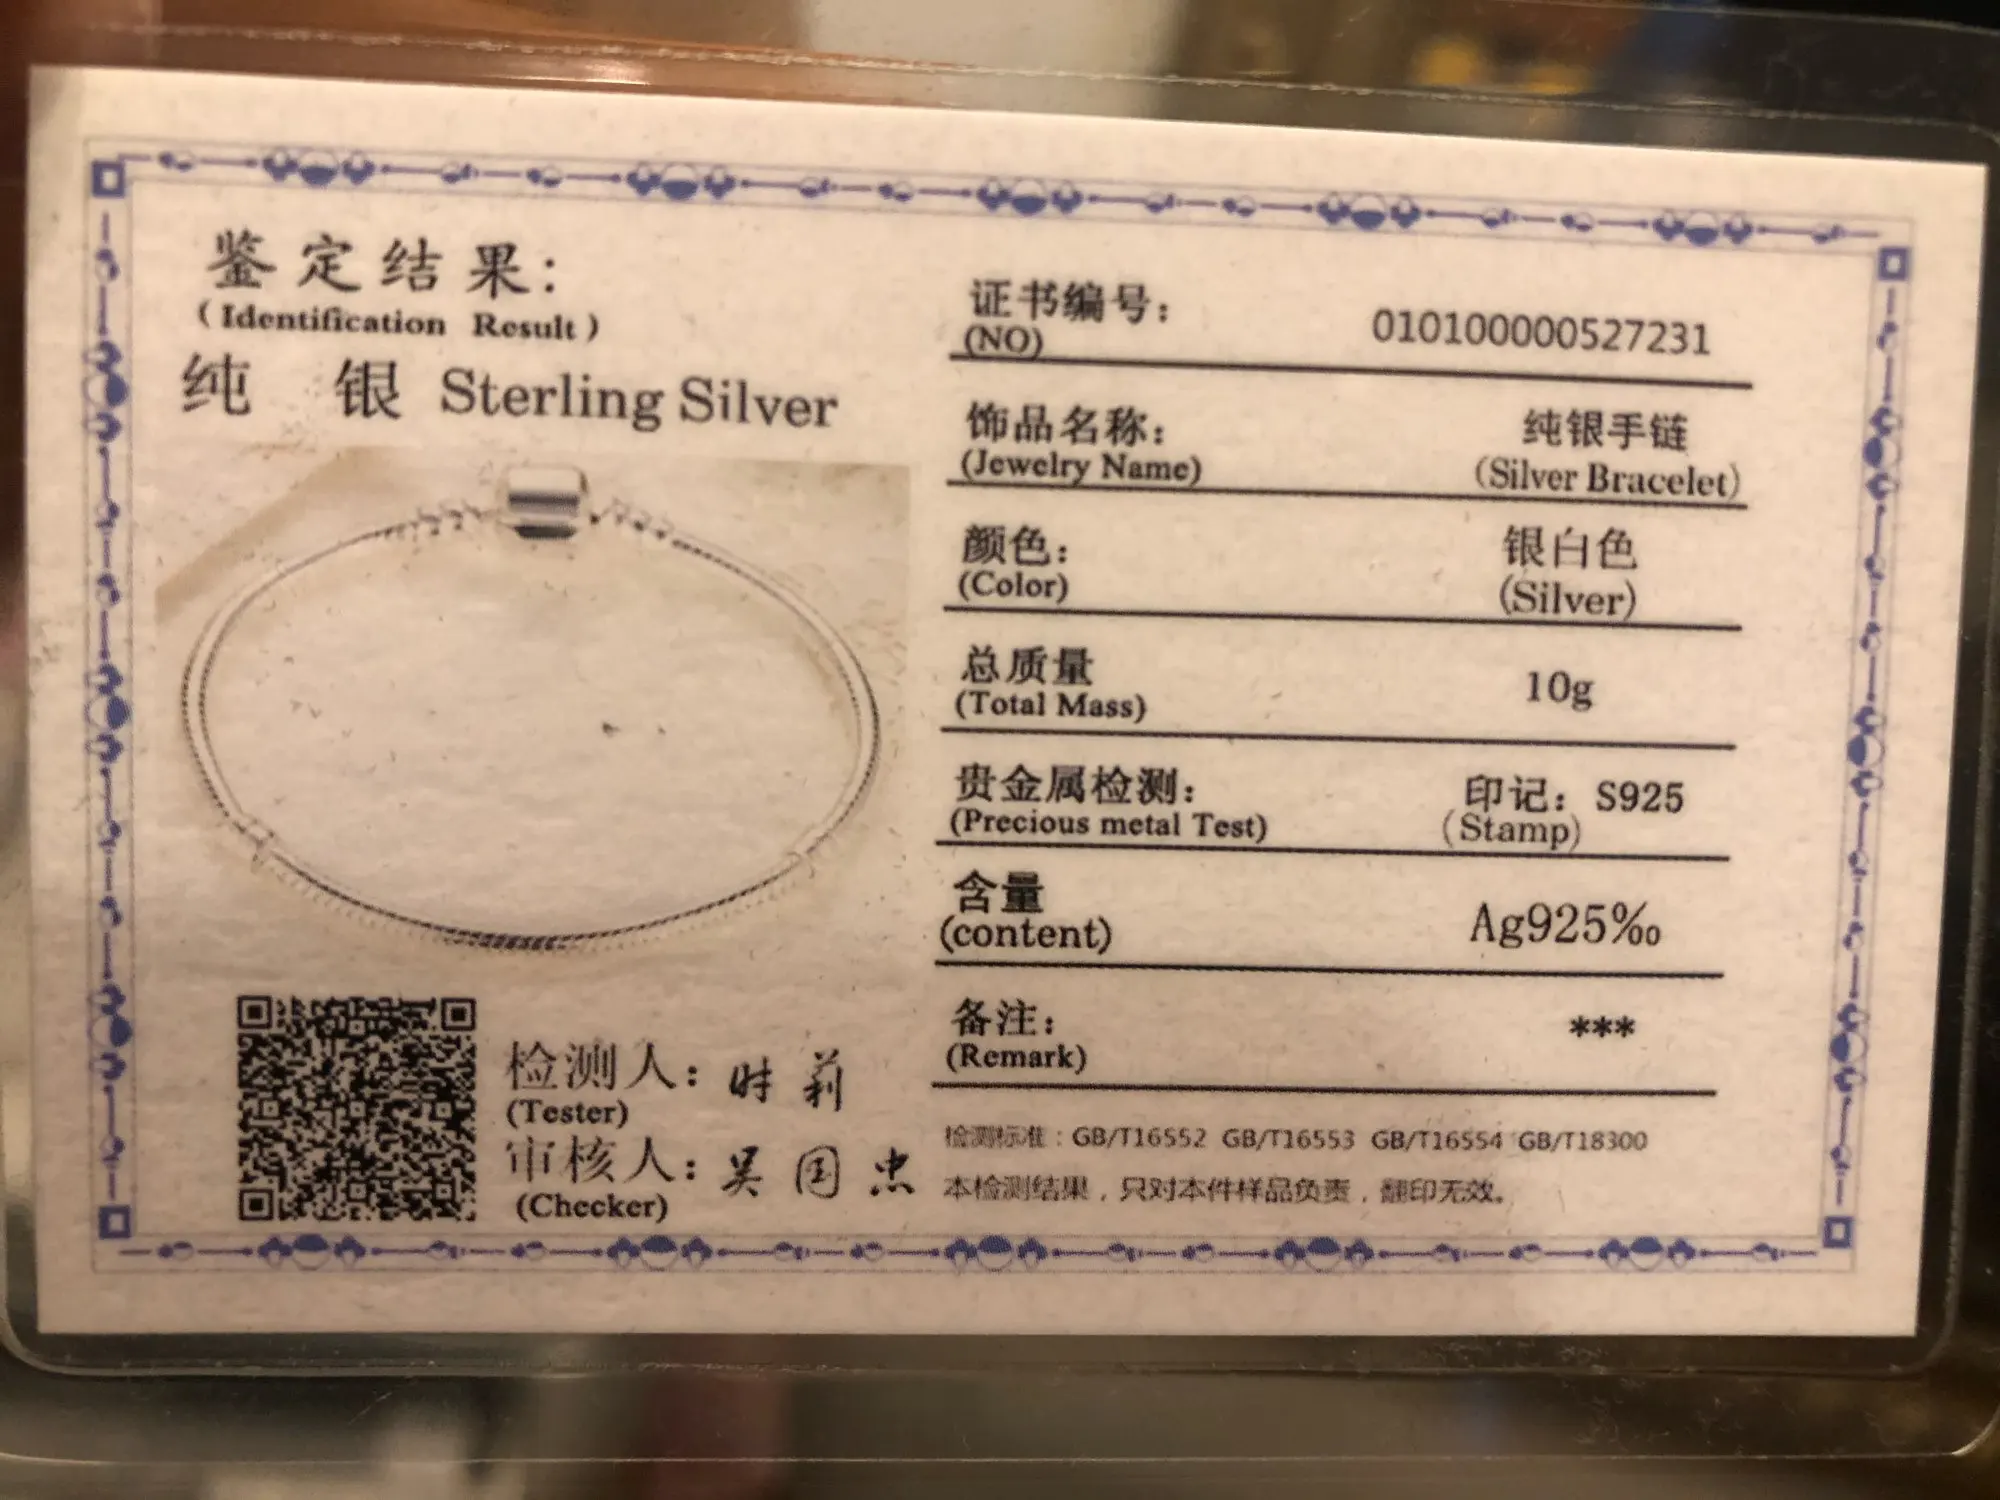 鉴定结果:
(Identification Result)
纯 银 Sterling Silver
检测人: 时莉
(Tester)
审核人: 吴国忠
(Checker)
证书编号: 010100000527231
(NO)
饰品名称: 纯银手链
(Jewelry Name) (Silver Bracelet)
颜色: 银白色
(Color) (Silver)
总质量 10g
(Total Mass)
贵金属检测: 印记: S925
(Precious metal Test) (Stamp)
含量 Ag925‰
(content)
备注: ***
(Remark)
检测标准:GB/T16552 GB/T16553 GB/T16554 GB/T18300
本检测结果,只对本件样品负责,翻印无效。